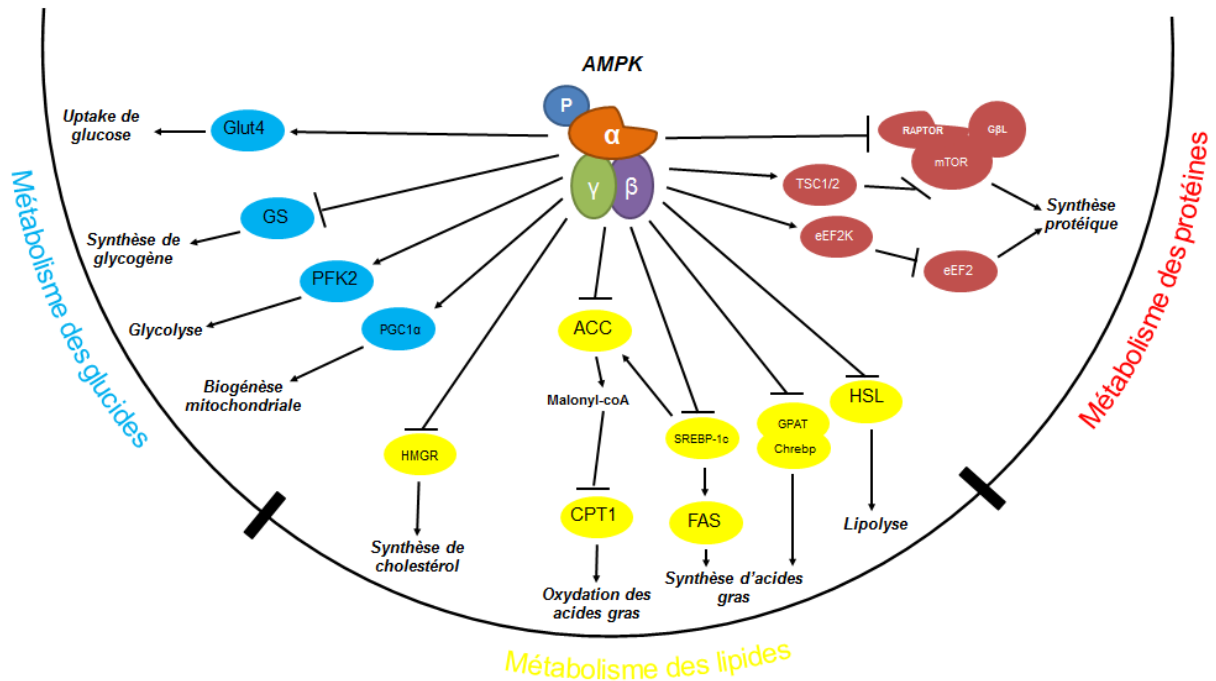 AMPK
P
α
γ
β
Uptake de
glucose
Glut4
GS
Synthèse de
glycogène
PFK2
Glycolyse
PGC1α
Biogénèse
mitochondriale
HMGR
Synthèse de
cholestérol
ACC
Malonyl-coA
CPT1
Oxydation des
acides gras
SREBP-1c
FAS
GPAT
Chrebp
Synthèse d'acides
gras
HSL
Lipolyse
RAPTOR
GβL
mTOR
TSC1/2
eEF2K
eEF2
Synthèse
protéique
Métabolisme des glucides
Métabolisme des lipides
Métabolisme des protéines